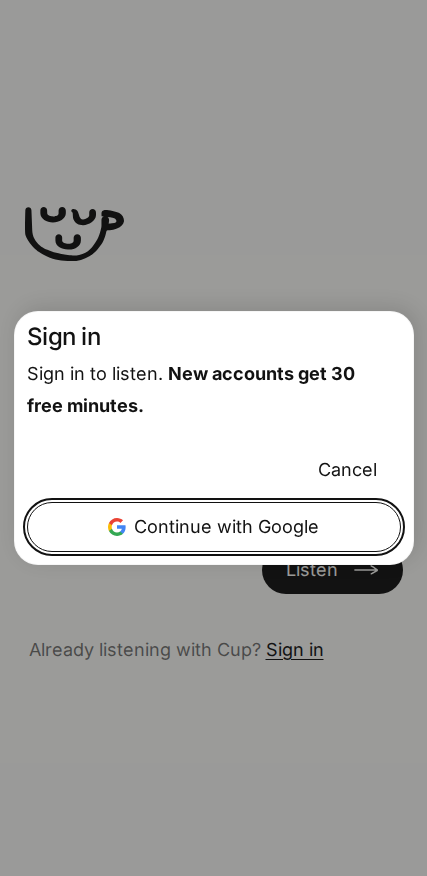 Sign in
Sign in to listen. New accounts get 30
free minutes.
Cancel
Continue with Google
Listen
Already listening with Cup? Sign in